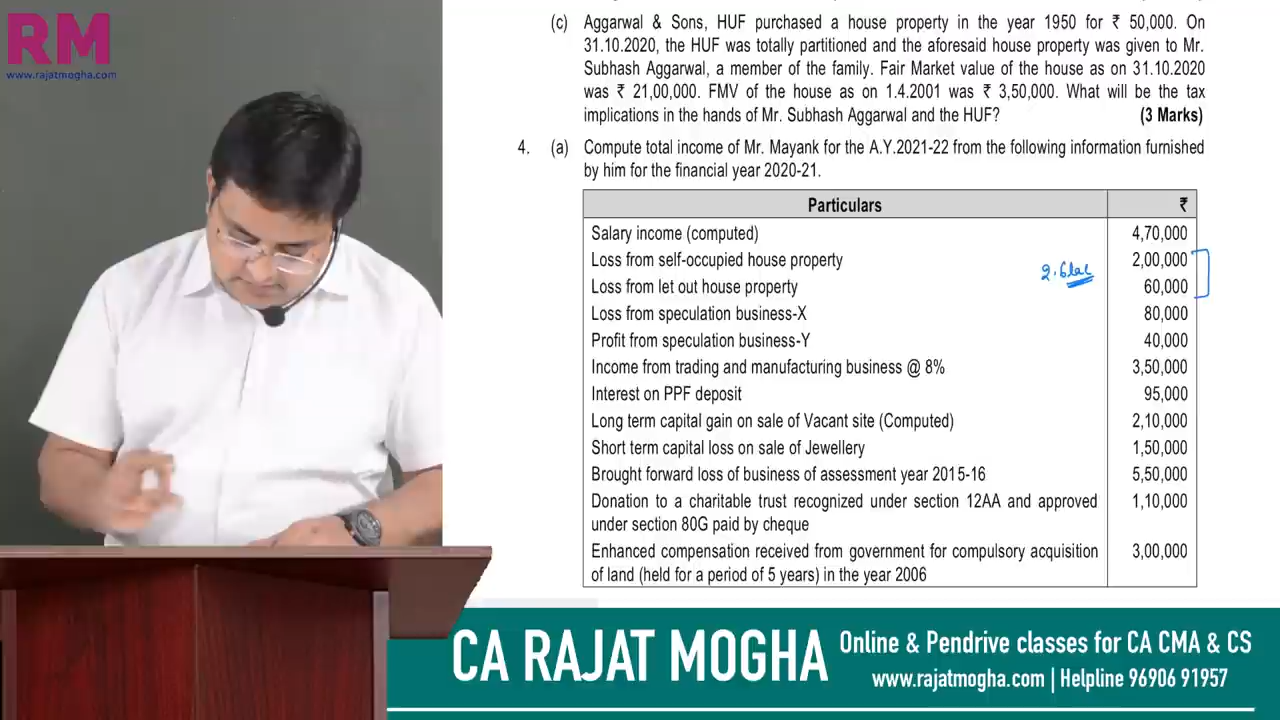 RM
www.rajatmogha.com
(c) Aggarwal & Sons, HUF purchased a house property in the year 1950 for ₹ 50,000. On
31.10.2020, the HUF was totally partitioned and the aforesaid house property was given to Mr.
Subhash Aggarwal, a member of the family. Fair Market value of the house as on 31.10.2020
was ₹ 21,00,000. FMV of the house as on 1.4.2001 was ₹ 3,50,000. What will be the tax
implications in the hands of Mr. Subhash Aggarwal and the HUF? (3 Marks)
4. (a) Compute total income of Mr. Mayank for the A.Y.2021-22 from the following information furnished
by him for the financial year 2020-21.
Particulars ₹
Salary income (computed) 4,70,000
Loss from self-occupied house property 2,00,000
2.6lac
Loss from let out house property 60,000
Loss from speculation business-X 80,000
Profit from speculation business-Y 40,000
Income from trading and manufacturing business @ 8% 3,50,000
Interest on PPF deposit 95,000
Long term capital gain on sale of Vacant site (Computed) 2,10,000
Short term capital loss on sale of Jewellery 1,50,000
Brought forward loss of business of assessment year 2015-16 5,50,000
Donation to a charitable trust recognized under section 12AA and approved 1,10,000
under section 80G paid by cheque
Enhanced compensation received from government for compulsory acquisition 3,00,000
of land (held for a period of 5 years) in the year 2006
CA RAJAT MOGHA
Online & Pendrive classes for CA CMA & CS
www.rajatmogha.com | Helpline 96906 91957